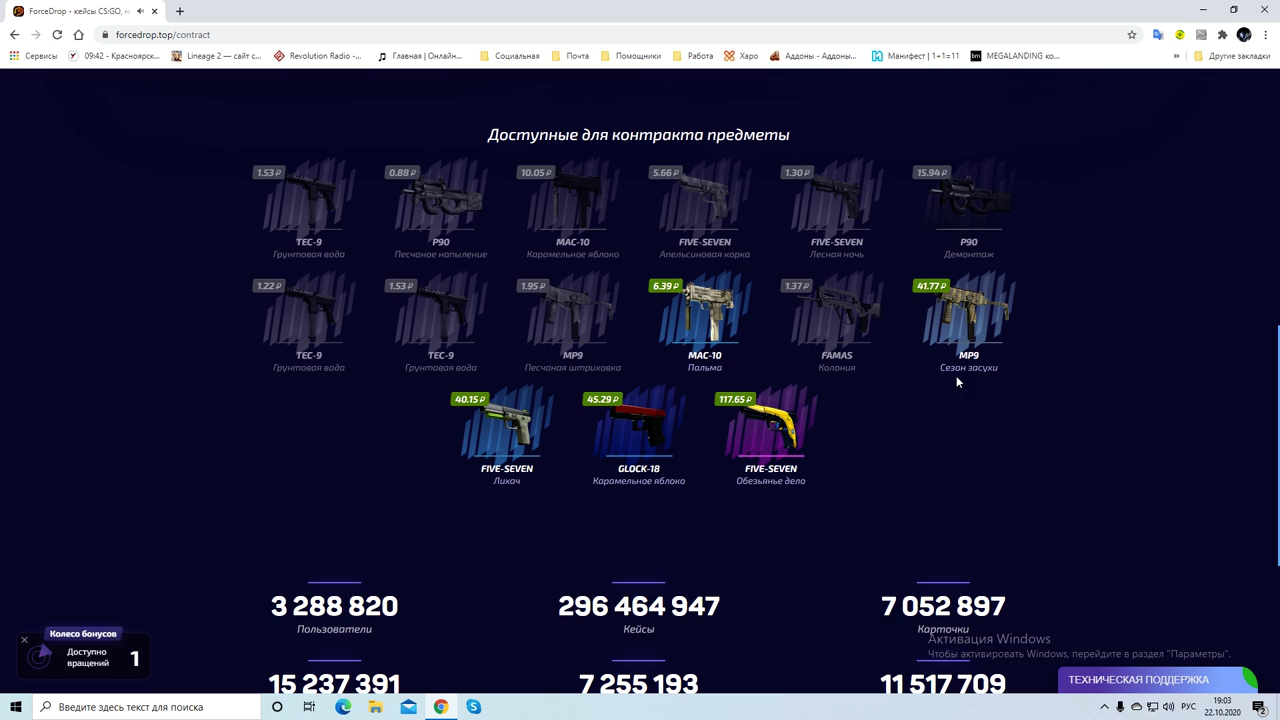 ForceDrop - кейсы CS:GO, н
forcedrop.top/contract
Сервисы
09:42 - Красноярск...
Lineage 2 — сайт с...
Revolution Radio -...
Главная | Онлайн...
Социальная
Почта
Помощники
Работа
Харо
Аддоны - Аддоны...
Манифест | 1+1=11
MEGALANDING ко...
»
Другие закладки
Доступные для контракта предметы
1.53 ₽
0.88 ₽
10.05 ₽
5.66 ₽
1.30 ₽
15.94 ₽
TEC-9
P90
MAC-10
FIVE-SEVEN
FIVE-SEVEN
P90
Грунтовая вода
Песчаное напыление
Карамельное яблоко
Апельсиновая корка
Лесная ночь
Демонтаж
1.22 ₽
1.53 ₽
1.95 ₽
6.39 ₽
1.37 ₽
41.77 ₽
TEC-9
TEC-9
MP9
MAC-10
FAMAS
MP9
Грунтовая вода
Грунтовая вода
Песчаная штриховка
Пальма
Колония
Сезон засухи
40.15 ₽
45.29 ₽
117.65 ₽
FIVE-SEVEN
GLOCK-18
FIVE-SEVEN
Лихач
Карамельное яблоко
Обезьянье дело
3 288 820
296 464 947
7 052 897
Пользователи
Кейсы
Карточки
15 237 391
7 255 193
11 517 709
Колесо бонусов
Доступно
вращений
1
Активация Windows
Чтобы активировать Windows, перейдите в раздел "Параметры".
ТЕХНИЧЕСКАЯ ПОДДЕРЖКА
Введите здесь текст для поиска
РУС
19:03
22.10.2020
2